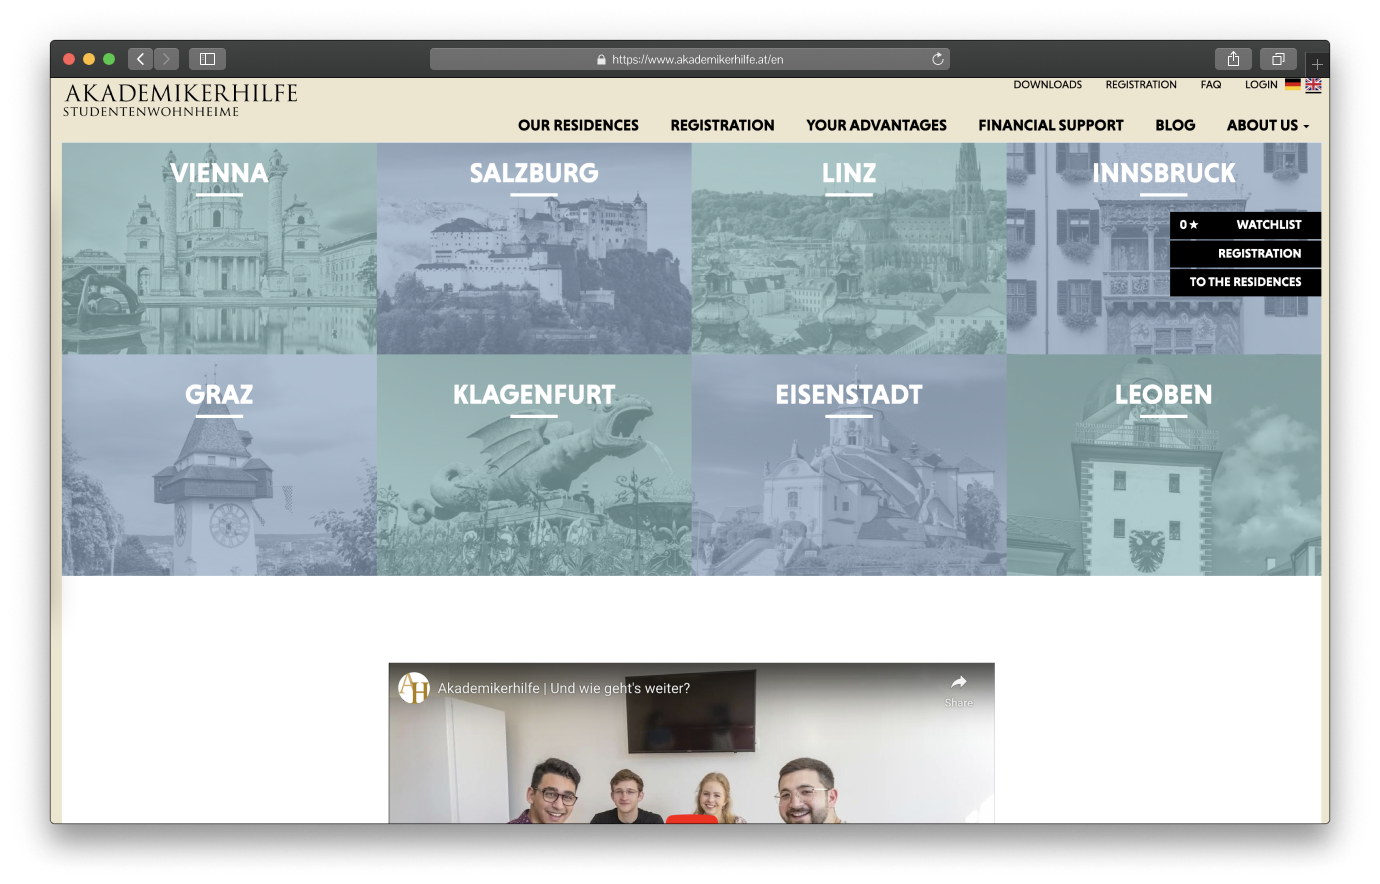 https://www.akademikerhilfe.at/en
AKADEMIKERHILFE
STUDENTENWOHNHEIME
DOWNLOADS REGISTRATION FAQ LOGIN
OUR RESIDENCES REGISTRATION YOUR ADVANTAGES FINANCIAL SUPPORT BLOG ABOUT US
VIENNA SALZBURG LINZ INNSBRUCK
0★ WATCHLIST
REGISTRATION
TO THE RESIDENCES
GRAZ KLAGENFURT EISENSTADT LEOBEN
AH Akademikerhilfe | Und wie geht's weiter?
Share